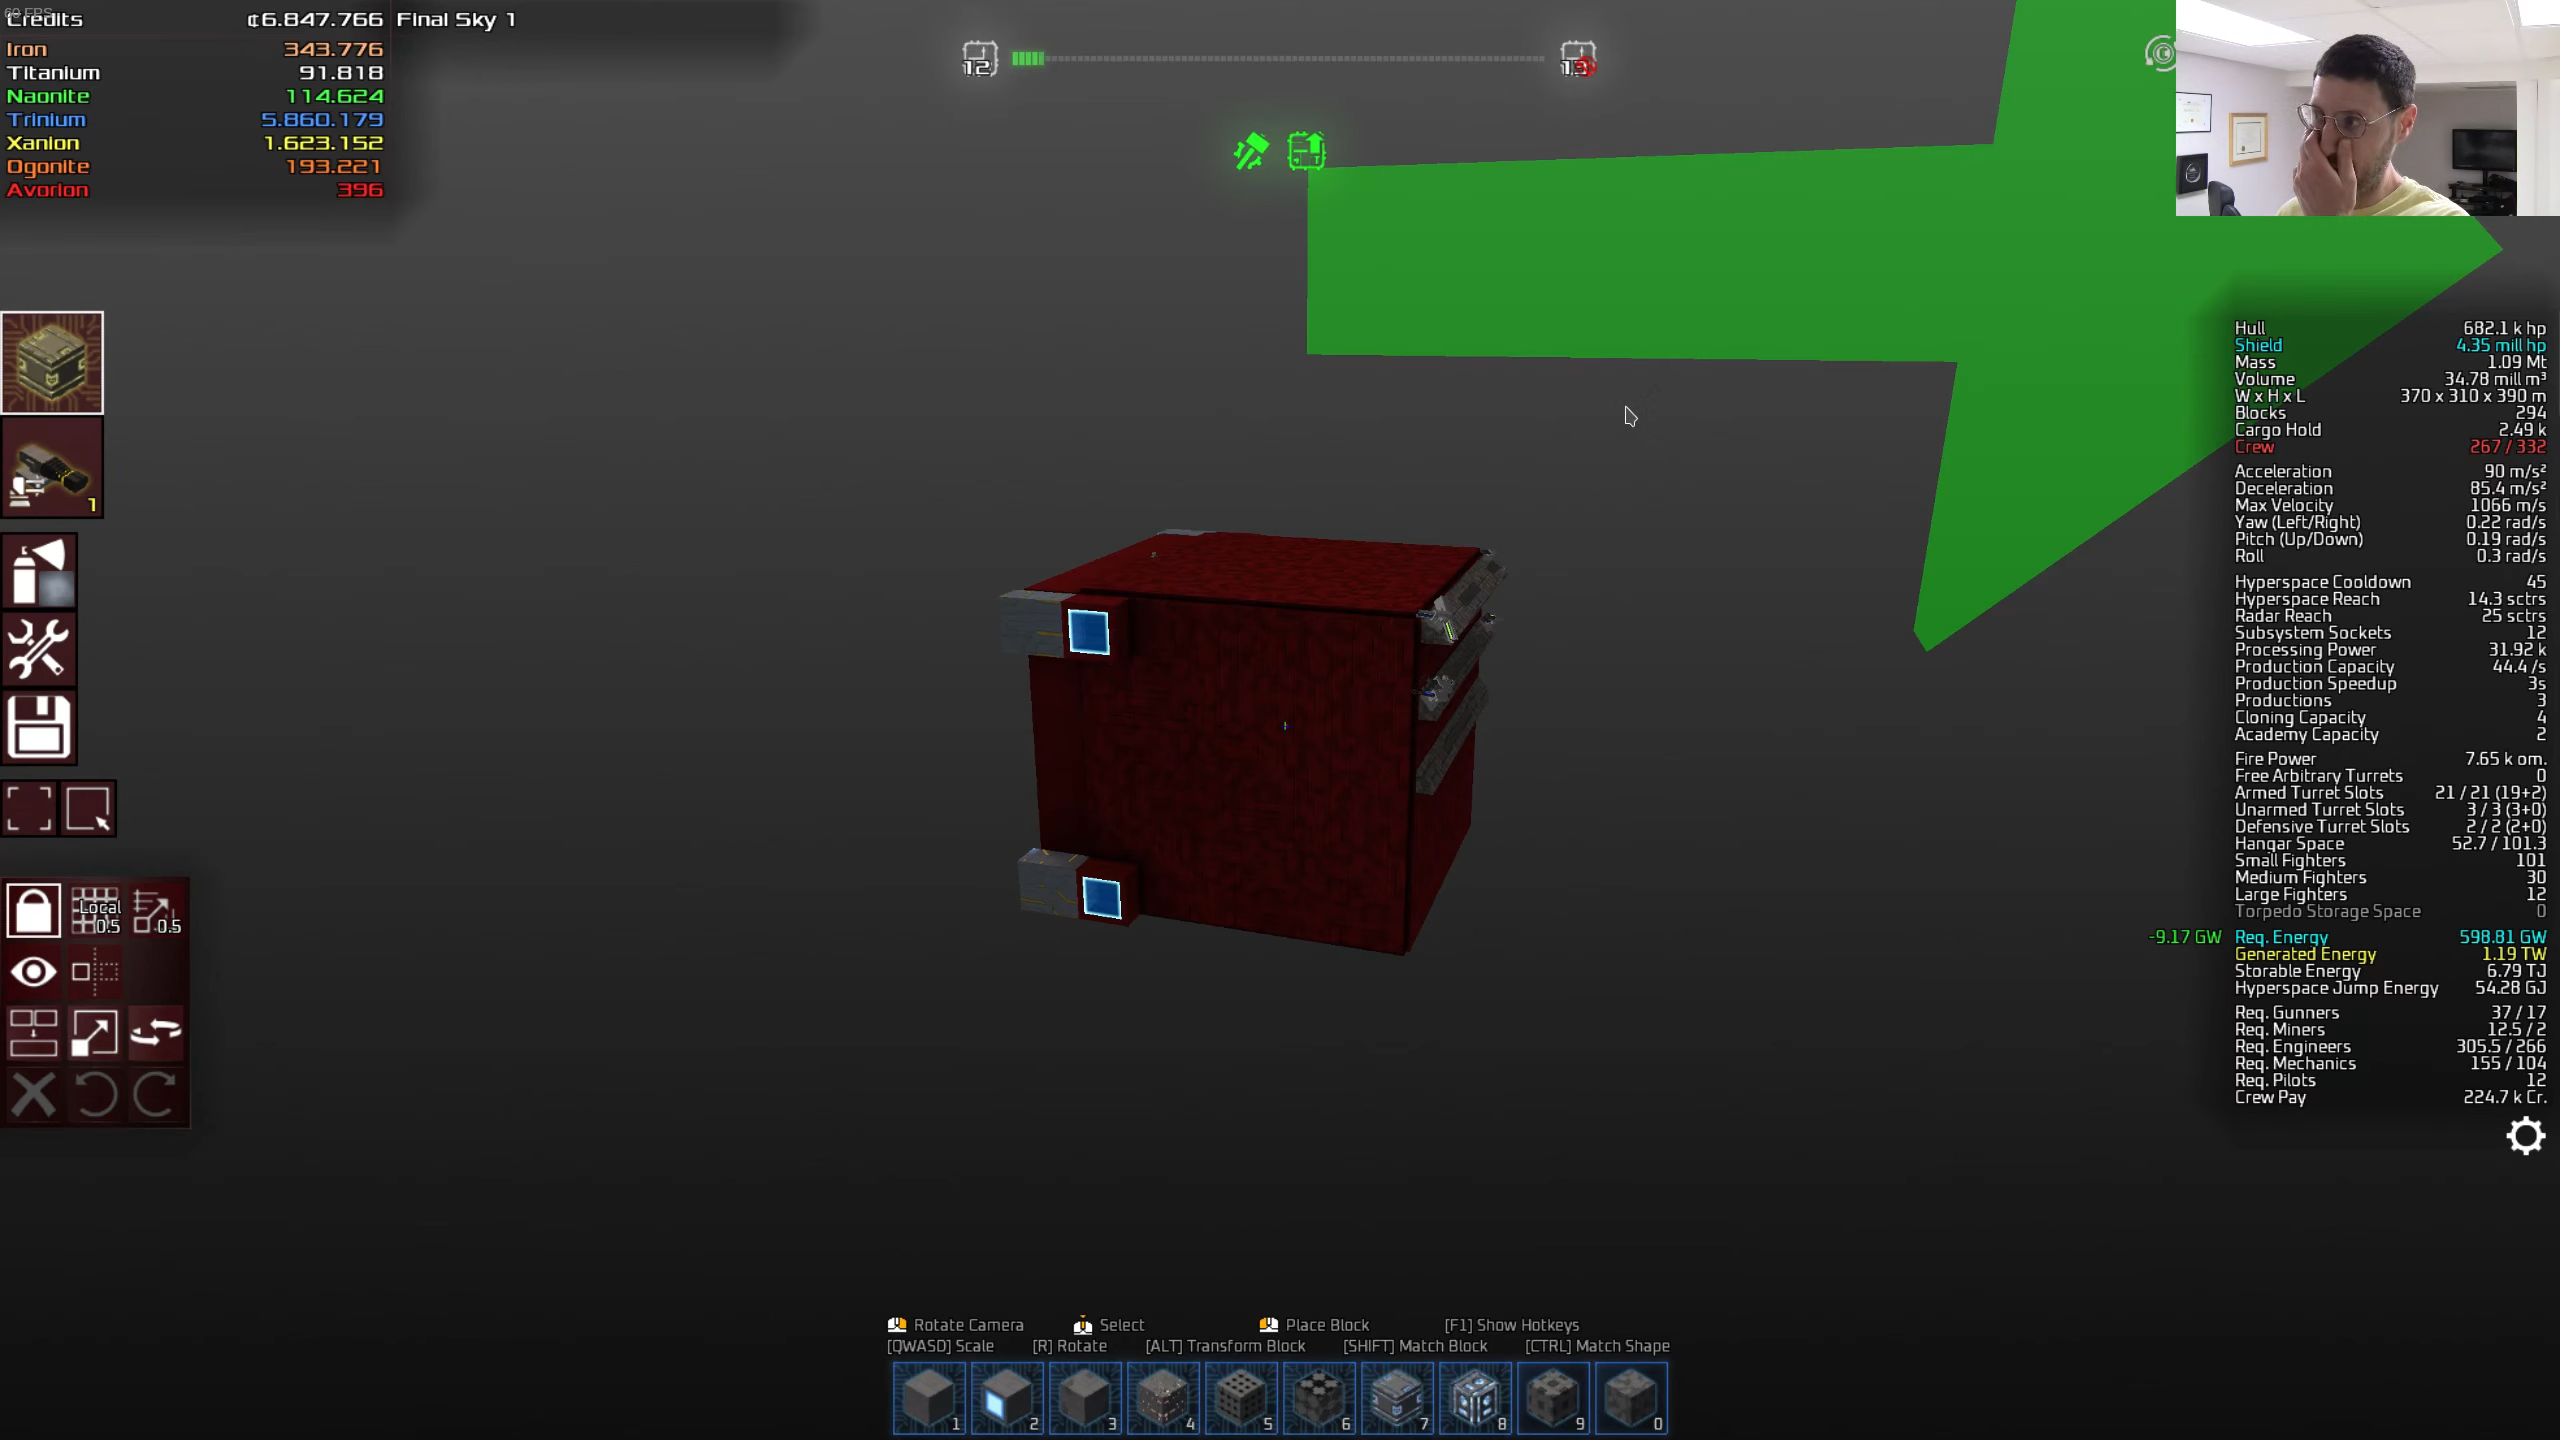 60 FPS
Credits ¢6.847.766 Final Sky 1
Iron 343.776
Titanium 91.818
Naonite 114.624
Trinium 5.860.179
Xanion 1.623.152
Ogonite 193.221
Avorion 396
12
13
1
Local
0.5
0.5
Hull 682.1 k hp
Shield 4.35 mill hp
Mass 1.09 Mt
Volume 34.78 mill m³
W x H x L 370 x 310 x 390 m
Blocks 294
Cargo Hold 2.49 k
Crew 267 / 332
Acceleration 90 m/s²
Deceleration 85.4 m/s²
Max Velocity 1066 m/s
Yaw (Left/Right) 0.22 rad/s
Pitch (Up/Down) 0.19 rad/s
Roll 0.3 rad/s
Hyperspace Cooldown 45
Hyperspace Reach 14.3 sctrs
Radar Reach 25 sctrs
Subsystem Sockets 12
Processing Power 31.92 k
Production Capacity 44.4 /s
Production Speedup 3s
Productions 3
Cloning Capacity 4
Academy Capacity 2
Fire Power 7.65 k om.
Free Arbitrary Turrets 0
Armed Turret Slots 21 / 21 (19+2)
Unarmed Turret Slots 3 / 3 (3+0)
Defensive Turret Slots 2 / 2 (2+0)
Hangar Space 52.7 / 101.3
Small Fighters 101
Medium Fighters 30
Large Fighters 12
Torpedo Storage Space 0
-9.17 GW Req. Energy 598.81 GW
Generated Energy 1.19 TW
Storable Energy 6.79 TJ
Hyperspace Jump Energy 54.28 GJ
Req. Gunners 37 / 17
Req. Miners 12.5 / 2
Req. Engineers 305.5 / 266
Req. Mechanics 155 / 104
Req. Pilots 12
Crew Pay 224.7 k Cr.
Rotate Camera Select Place Block [F1] Show Hotkeys
[QWASD] Scale [R] Rotate [ALT] Transform Block [SHIFT] Match Block [CTRL] Match Shape
1 2 3 4 5 6 7 8 9 0